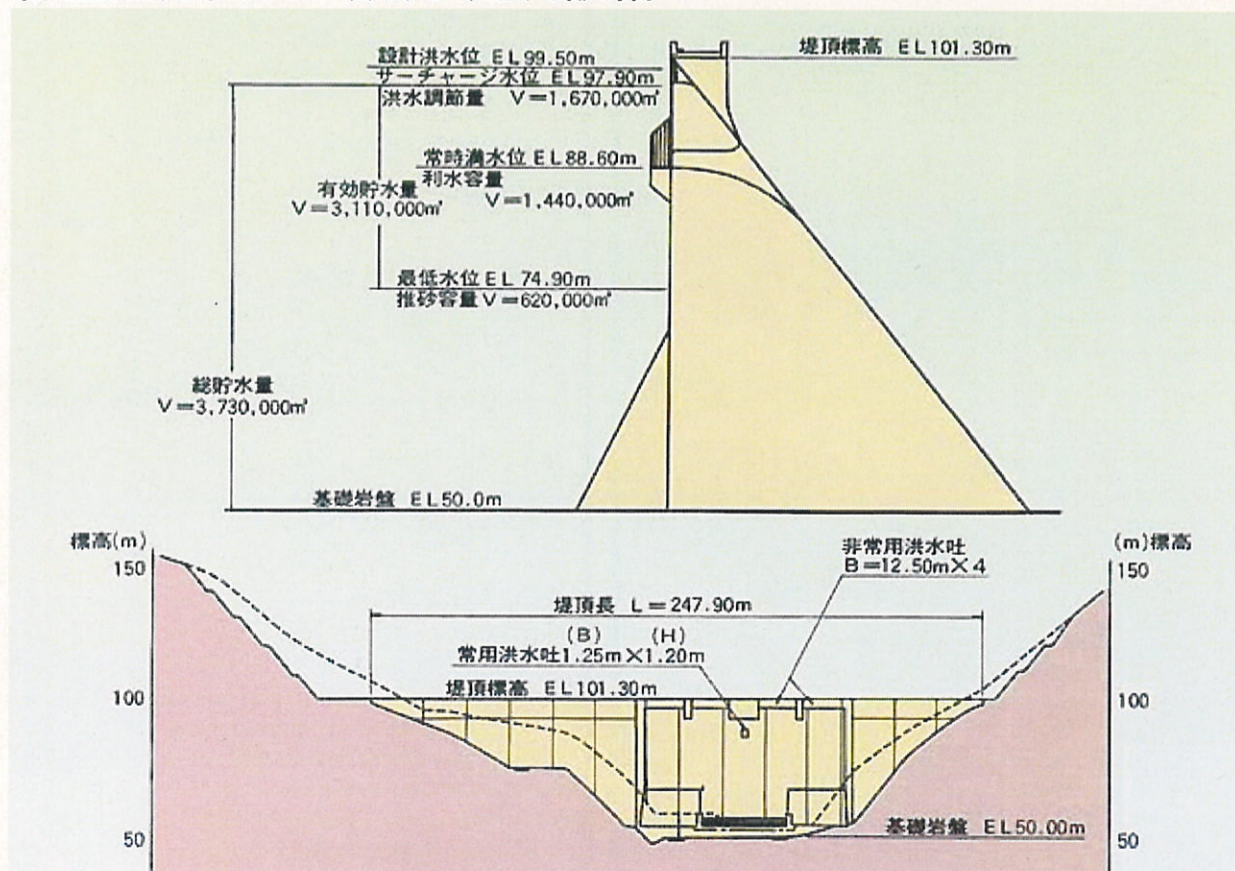 設計洪水位 EL99.50m
サーチャージ水位 EL97.90m
洪水調節量 V=1,670,000㎥
堤頂標高 EL101.30m
常時満水位 EL88.60m
利水容量
V=1,440,000㎥
有効貯水量
V=3,110,000㎥
最低水位 EL 74.90m
推砂容量 V=620,000㎥
総貯水量
V=3,730,000㎥
基礎岩盤 EL50.0m
標高(m)
(m)標高
150
150
非常用洪水吐
B=12.50m×4
堤頂長 L=247.90m
(B) (H)
常用洪水吐1.25m×1.20m
堤頂標高 EL101.30m
100
100
基礎岩盤 EL50.00m
50
50